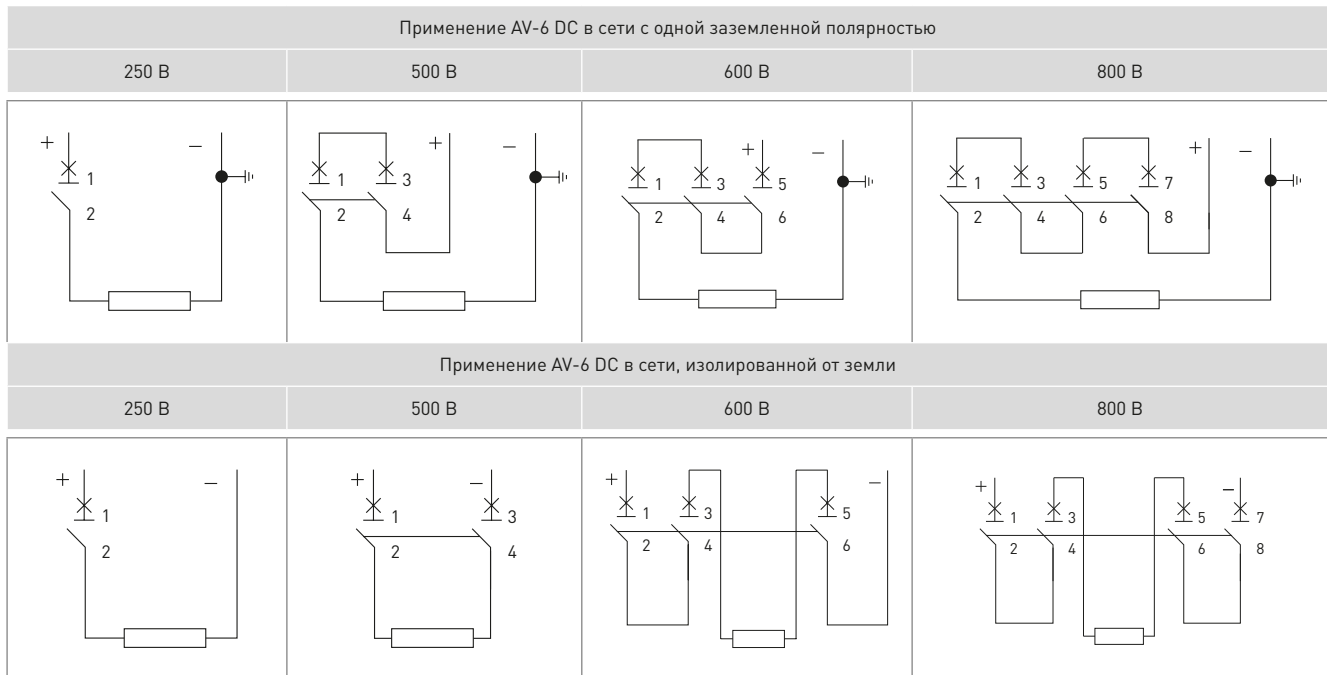 Применение AV-6 DC в сети с одной заземленной полярностью
250 В 500 В 600 В 800 В
+ – + – + – + –
1 1 3 1 3 5 1 3 5 7
2 2 4 2 4 6 2 4 6 8
Применение AV-6 DC в сети, изолированной от земли
250 В 500 В 600 В 800 В
+ – + – + – + –
1 1 3 1 3 5 1 3 5 7
2 2 4 2 4 6 2 4 6 8